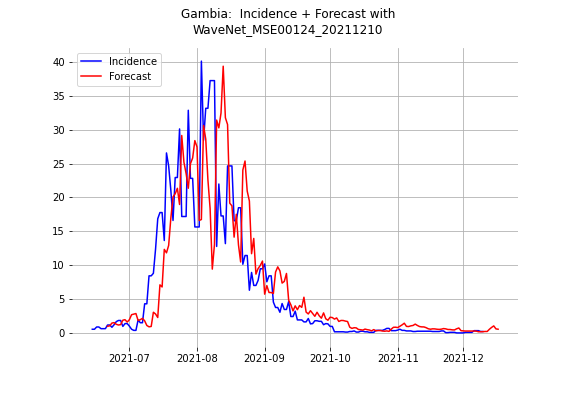 Gambia:  Incidence + Forecast with
WaveNet_MSE00124_20211210
Incidence
Forecast
40
35
30
25
20
15
10
5
0
2021-07 2021-08 2021-09 2021-10 2021-11 2021-12